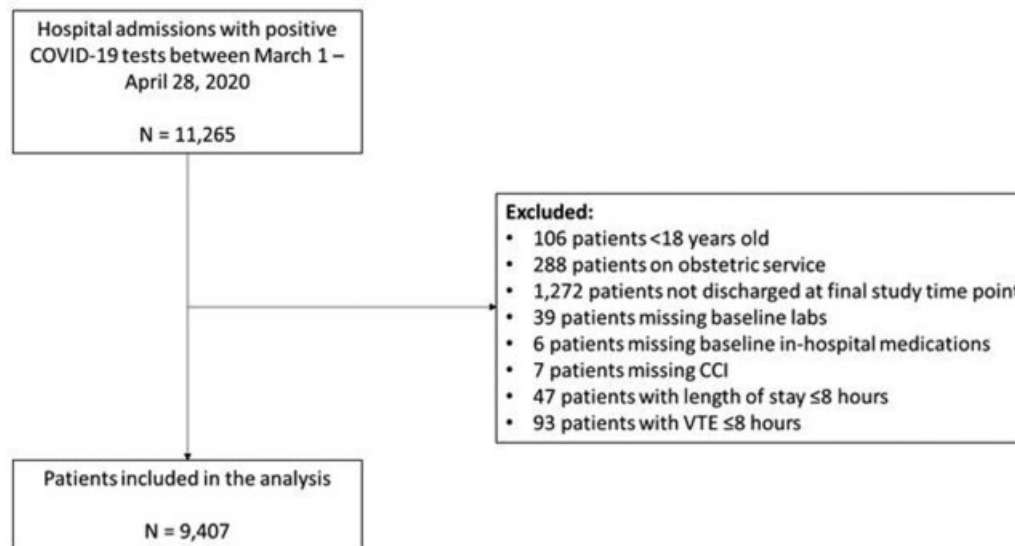 Hospital admissions with positive
COVID-19 tests between March 1 –
April 28, 2020
N = 11,265
Excluded:
• 106 patients <18 years old
• 288 patients on obstetric service
• 1,272 patients not discharged at final study time point
• 39 patients missing baseline labs
• 6 patients missing baseline in-hospital medications
• 7 patients missing CCI
• 47 patients with length of stay ≤8 hours
• 93 patients with VTE ≤8 hours
Patients included in the analysis
N = 9,407